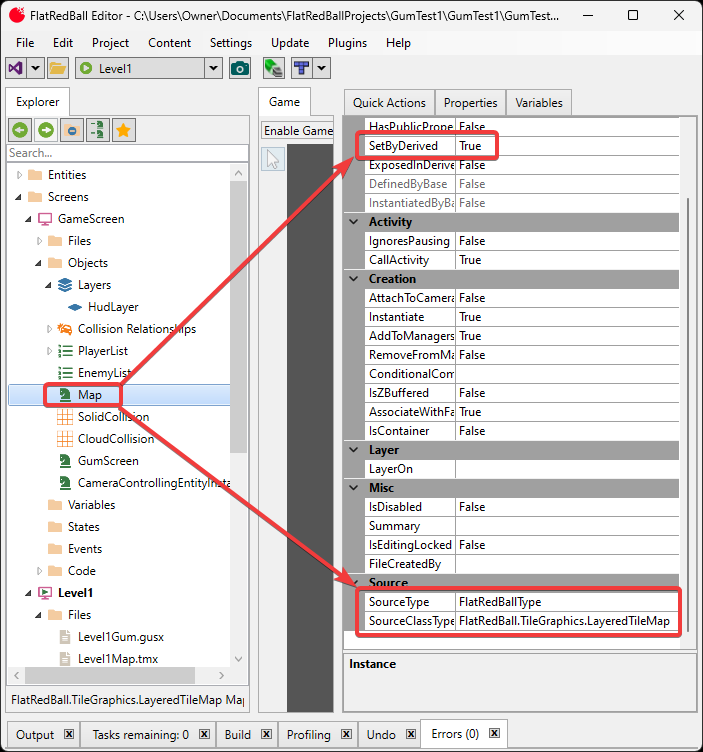 FlatRedBall Editor - C:\Users\Owner\Documents\FlatRedBallProjects\GumTest1\GumTest1\GumTest...
File Edit Project Content Settings Update Plugins Help
Level1
Explorer
Search...
Entities
Screens
GameScreen
Files
Objects
Layers
HudLayer
Collision Relationships
PlayerList
EnemyList
Map
SolidCollision
CloudCollision
GumScreen
CameraControllingEntityInsta
Variables
States
Events
Code
Level1
Files
Level1Gum.gusx
Level1Map.tmx
FlatRedBall.TileGraphics.LayeredTileMap Map
Game
Enable Game
Quick Actions Properties Variables
HasPublicPrope False
SetByDerived True
ExposedInDerive False
DefinedByBase False
InstantiatedByBa False
Activity
IgnoresPausing False
CallActivity True
Creation
AttachToCamera False
Instantiate True
AddToManagers True
RemoveFromMa False
ConditionalCom
IsZBuffered False
AssociateWithFa True
IsContainer False
Layer
LayerOn
Misc
IsDisabled False
Summary
IsEditingLocked False
FileCreatedBy
Source
SourceType FlatRedBallType
SourceClassType FlatRedBall.TileGraphics.LayeredTileMap
Instance
Output Tasks remaining: 0 Build Profiling Undo Errors (0)